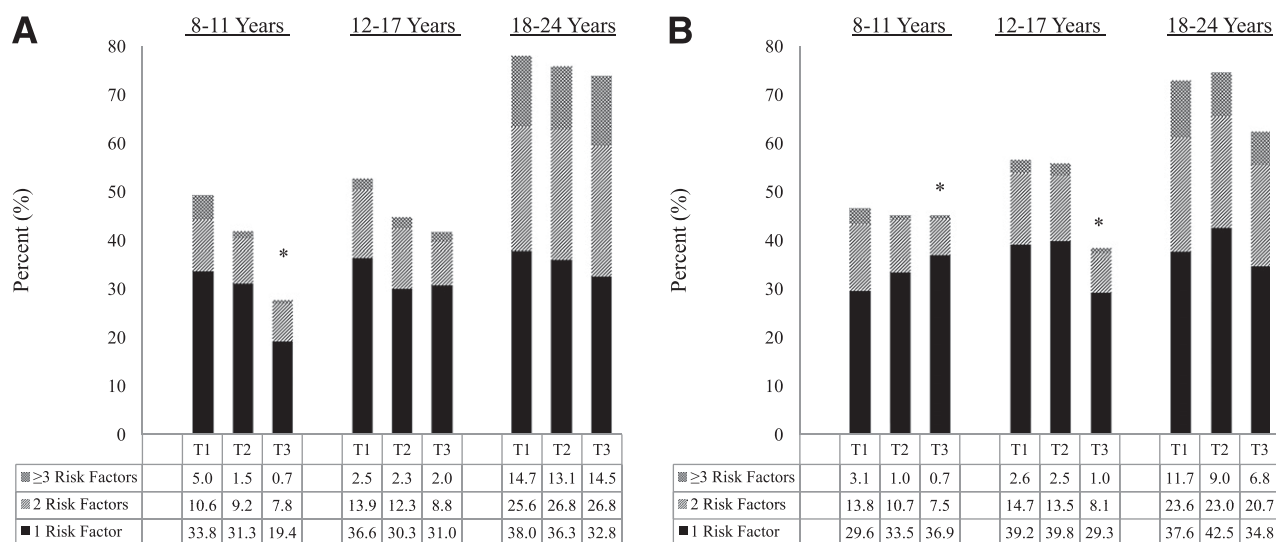 A
8-11 Years 12-17 Years 18-24 Years
Percent (%)
80
70
60
50
40
30
20
10
0
*
T1 T2 T3 T1 T2 T3 T1 T2 T3
≥3 Risk Factors 5.0 1.5 0.7 2.5 2.3 2.0 14.7 13.1 14.5
2 Risk Factors 10.6 9.2 7.8 13.9 12.3 8.8 25.6 26.8 26.8
1 Risk Factor 33.8 31.3 19.4 36.6 30.3 31.0 38.0 36.3 32.8
B
8-11 Years 12-17 Years 18-24 Years
Percent (%)
80
70
60
50
40
30
20
10
0
*
*
T1 T2 T3 T1 T2 T3 T1 T2 T3
≥3 Risk Factors 3.1 1.0 0.7 2.6 2.5 1.0 11.7 9.0 6.8
2 Risk Factors 13.8 10.7 7.5 14.7 13.5 8.1 23.6 23.0 20.7
1 Risk Factor 29.6 33.5 36.9 39.2 39.8 29.3 37.6 42.5 34.8